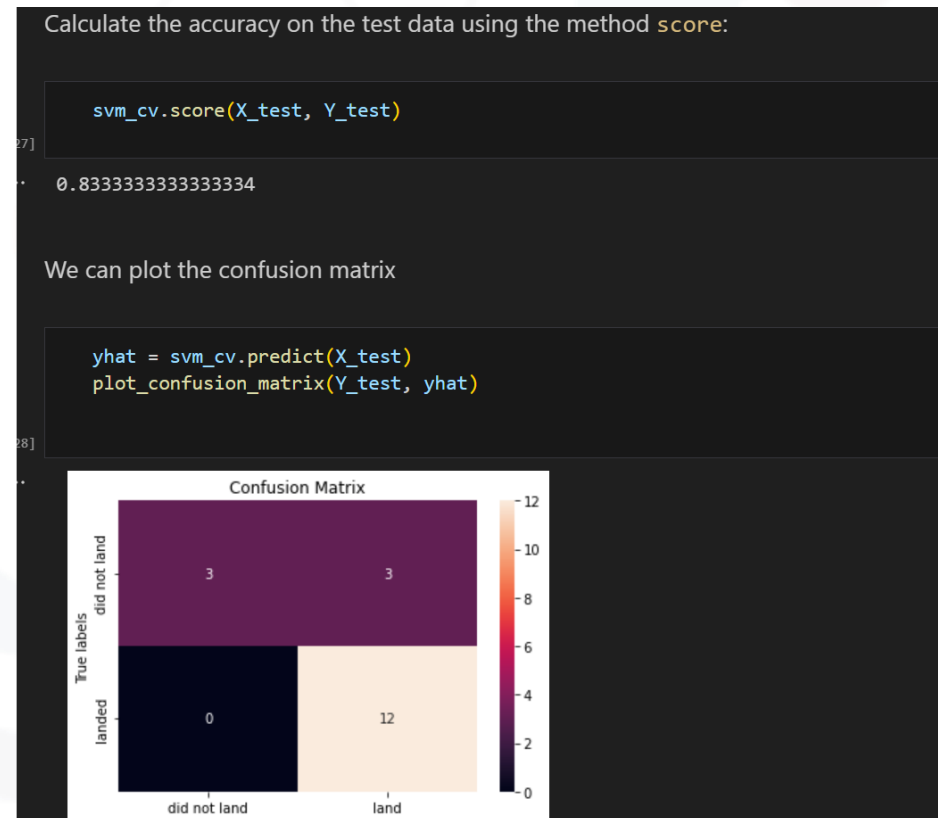 Calculate the accuracy on the test data using the method score:
svm_cv.score(X_test, Y_test)
27]
0.8333333333333334
We can plot the confusion matrix
yhat = svm_cv.predict(X_test)
plot_confusion_matrix(Y_test, yhat)
28]
Confusion Matrix
True labels
did not land
3 3
landed
0 12
did not land land
12
10
8
6
4
2
0